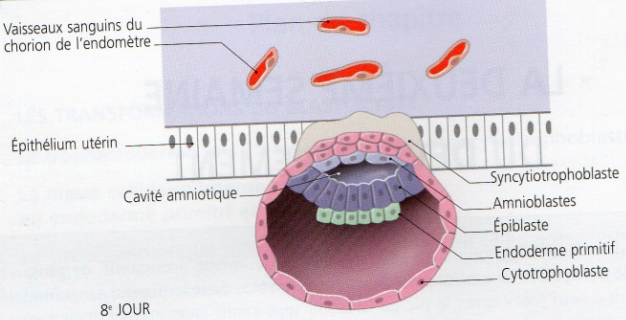 Vaisseaux sanguins du
chorion de l'endomètre
Épithélium utérin
Cavité amniotique
Syncytiotrophoblaste
Amnioblastes
Épiblaste
Endoderme primitif
Cytotrophoblaste
8ᵉ JOUR
LA DEUXIÈME SEMAINE